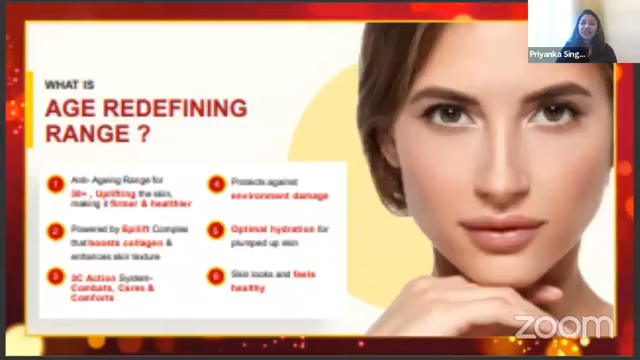 Priyanka Sing...
WHAT IS
AGE REDEFINING
RANGE ?
1
Anti- Ageing Range for
30+ , Uplifting the skin,
making it firmer & healthier
2
Powered by Epilift Complex
that boosts collagen &
enhances skin texture
3
3C Action System-
Combats, Cares &
Comforts
4
Protects against
environment damage
5
Optimal hydration for
plumped up skin
6
Skin looks and feels
healthy
zoom